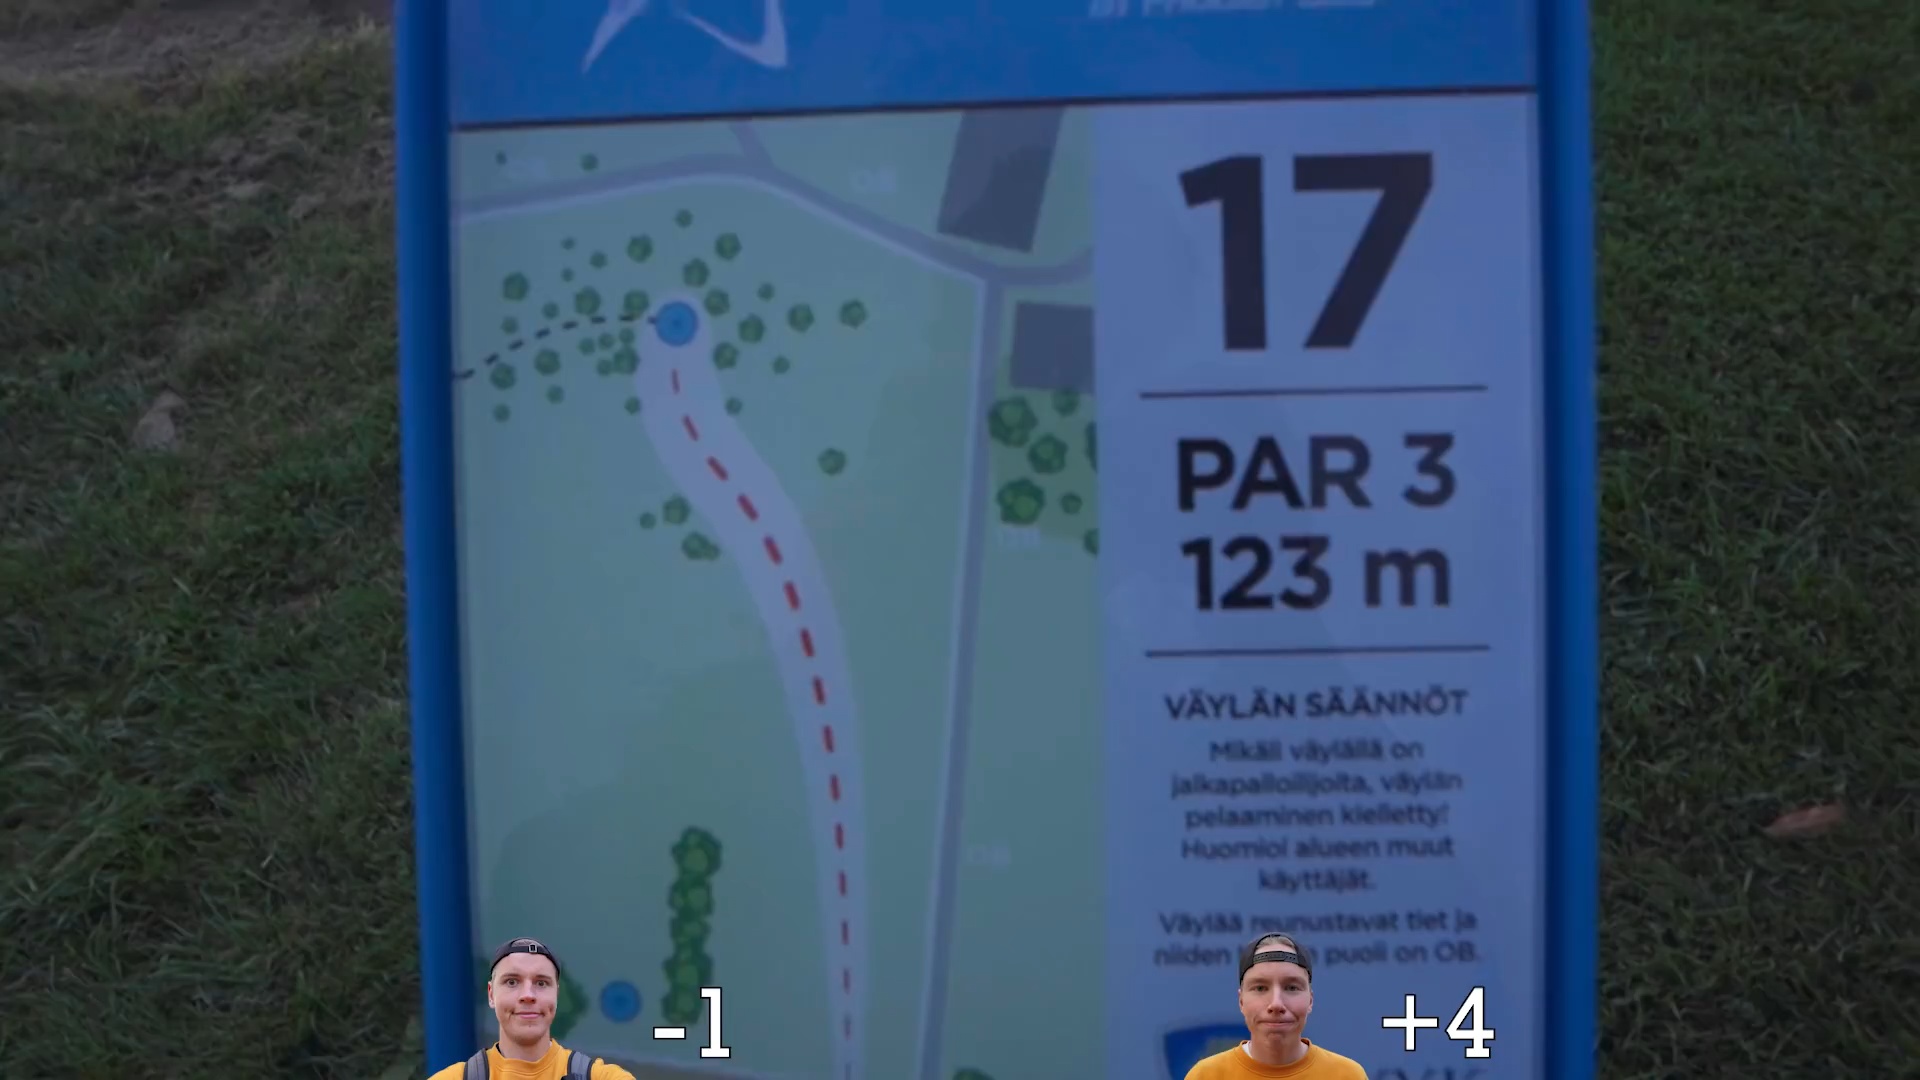 17
PAR 3
123 m
VÄYLÄN SÄÄNNÖT
Mikäli väylällä on
jalkapalloilijoita, väylän
pelaaminen kielletty!
Huomioi alueen muut
käyttäjät.
Väylää reunustavat tiet ja
niiden puoli on OB.
-1
+4